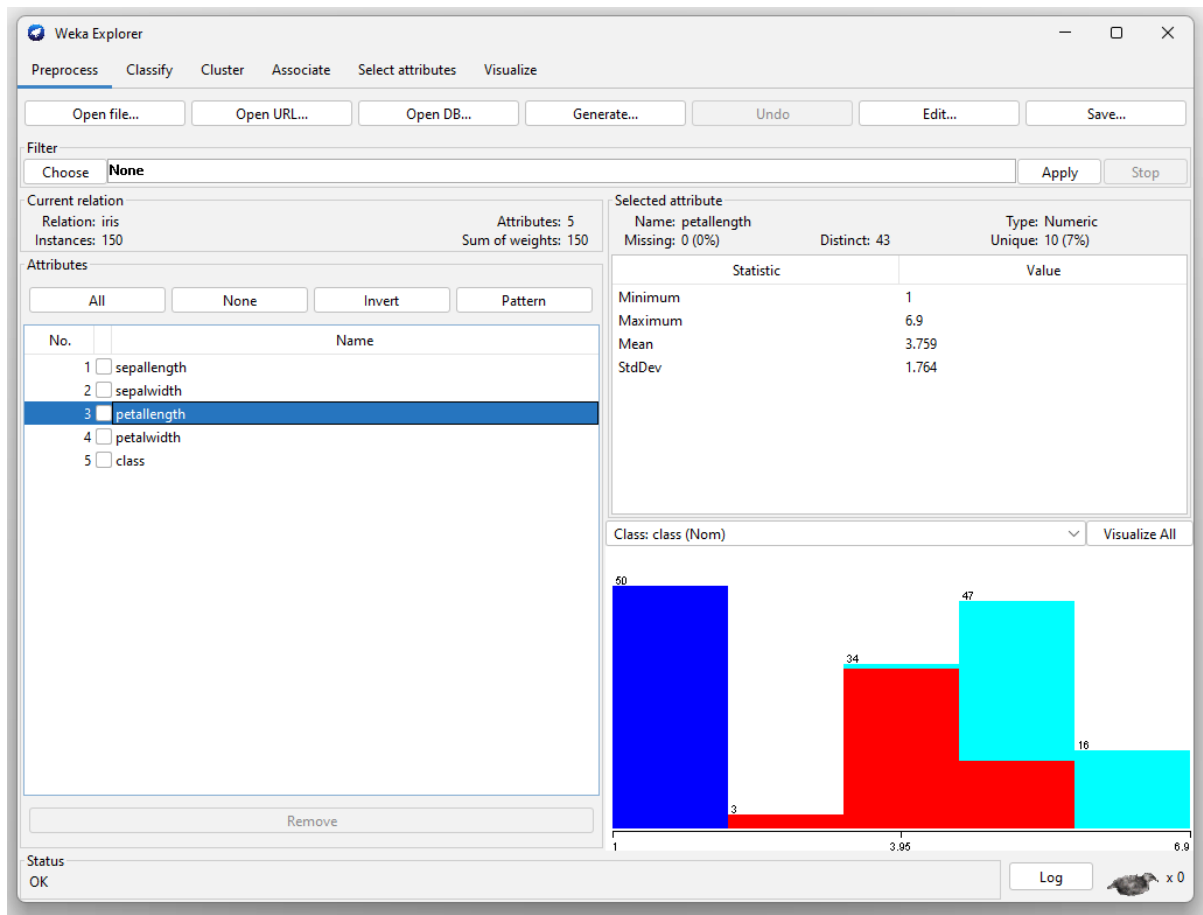 Weka Explorer
Preprocess Classify Cluster Associate Select attributes Visualize
Open file... Open URL... Open DB... Generate... Undo Edit... Save...
Filter
Choose None Apply Stop
Current relation
Relation: iris Attributes: 5
Instances: 150 Sum of weights: 150
Attributes
All None Invert Pattern
No. Name
1 sepallength
2 sepalwidth
3 petallength
4 petalwidth
5 class
Remove
Selected attribute
Name: petallength Type: Numeric
Missing: 0 (0%) Distinct: 43 Unique: 10 (7%)
Statistic Value
Minimum 1
Maximum 6.9
Mean 3.759
StdDev 1.764
Class: class (Nom) Visualize All
50
47
34
16
3
1 3.95 6.9
Status
OK
Log x 0